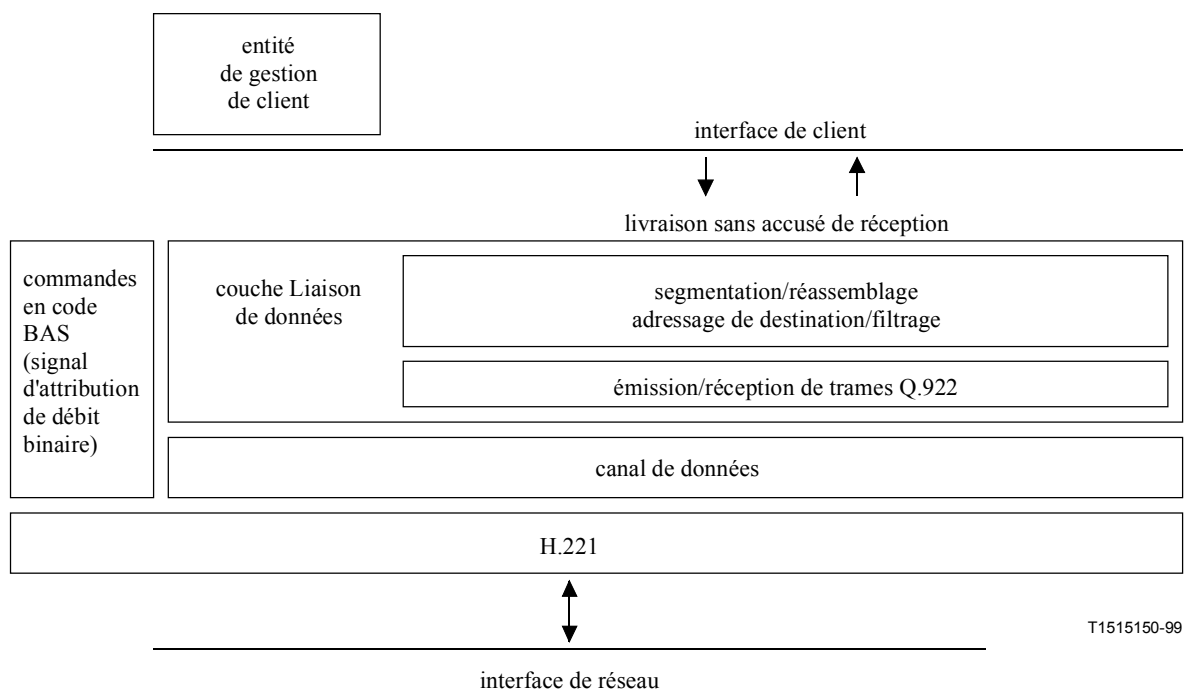 entité
de gestion
de client
interface de client
livraison sans accusé de réception
commandes
en code
BAS
(signal
d'attribution
de débit
binaire)
couche Liaison
de données
segmentation/réassemblage
adressage de destination/filtrage
émission/réception de trames Q.922
canal de données
H.221
T1515150-99
interface de réseau